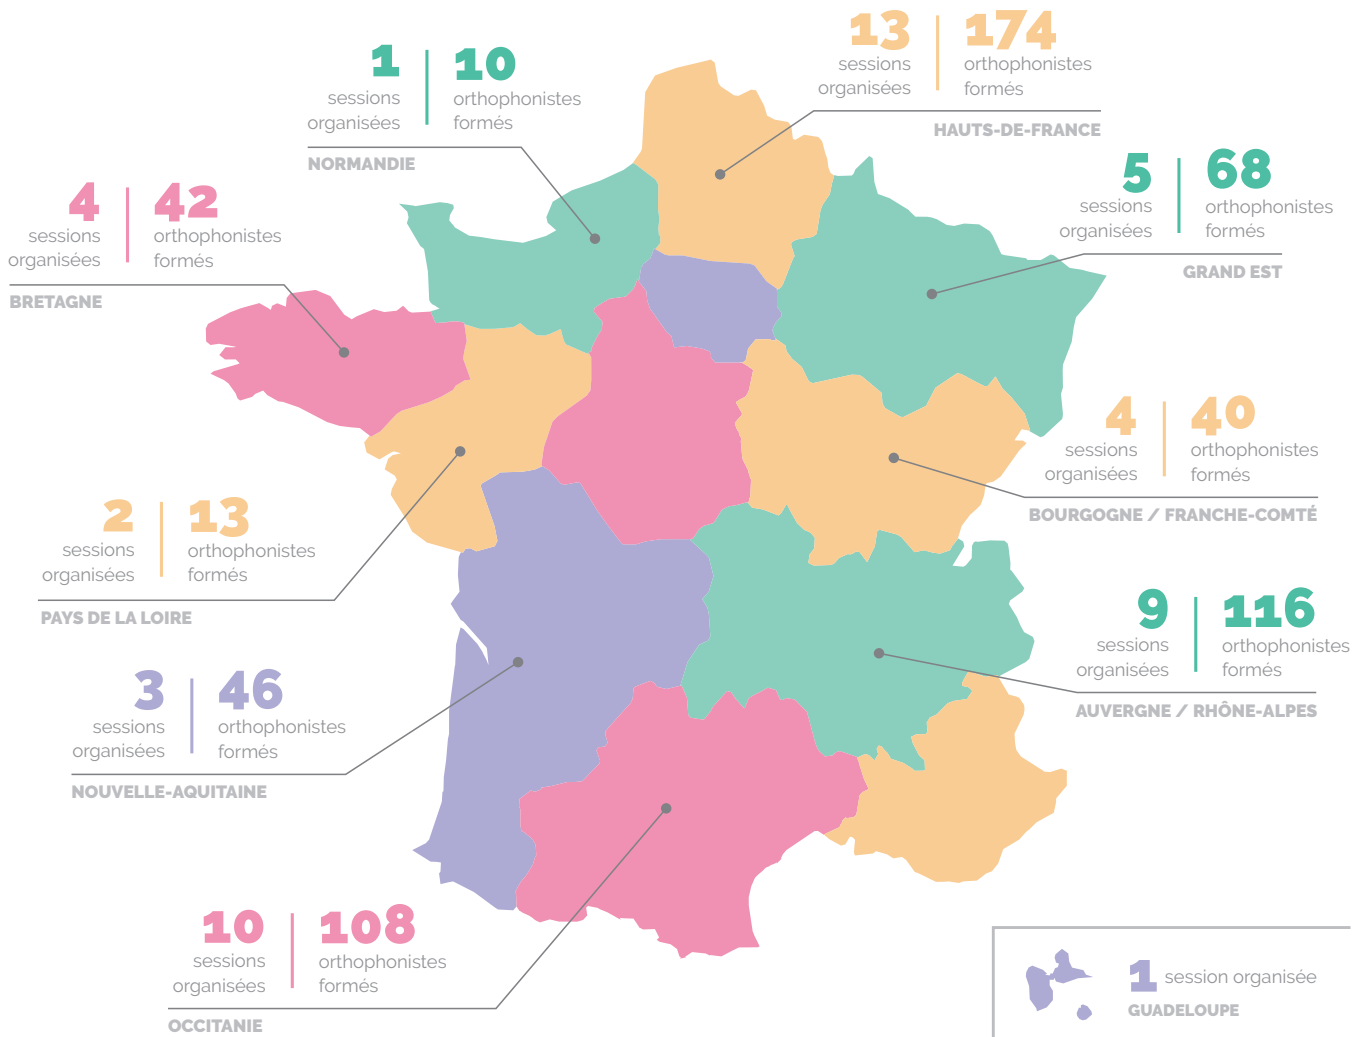 13 174
sessions orthophonistes
organisées formés
HAUTS-DE-FRANCE
1 10
sessions orthophonistes
organisées formés
NORMANDIE
5 68
sessions orthophonistes
organisées formés
GRAND EST
4 42
sessions orthophonistes
organisées formés
BRETAGNE
4 40
sessions orthophonistes
organisées formés
BOURGOGNE / FRANCHE-COMTÉ
2 13
sessions orthophonistes
organisées formés
PAYS DE LA LOIRE
9 116
sessions orthophonistes
organisées formés
AUVERGNE / RHÔNE-ALPES
3 46
sessions orthophonistes
organisées formés
NOUVELLE-AQUITAINE
10 108
sessions orthophonistes
organisées formés
OCCITANIE
1 session organisée
GUADELOUPE